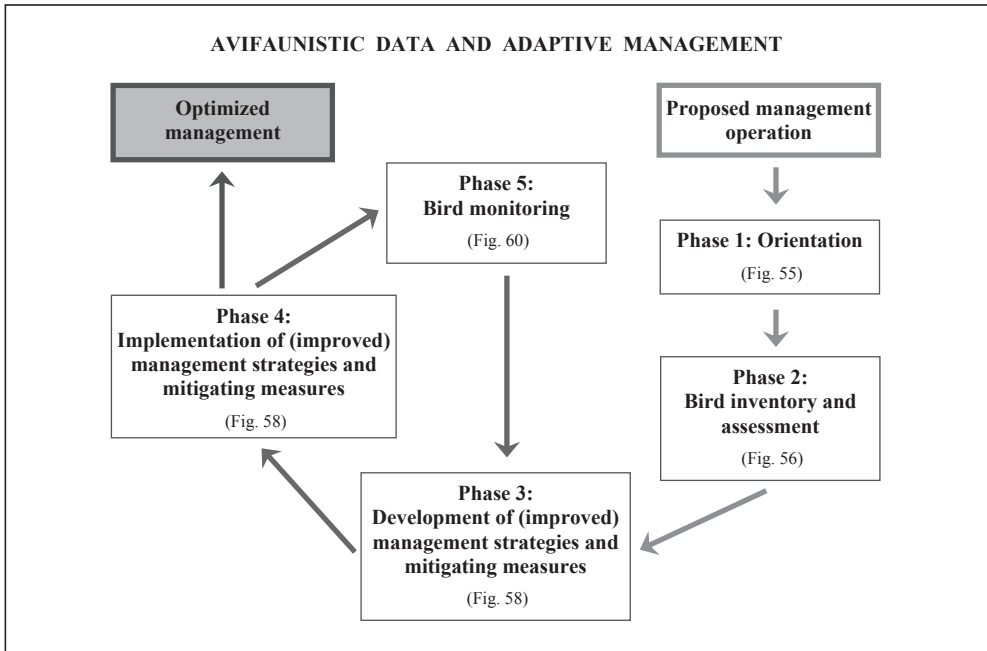 AVIFAUNISTIC DATA AND ADAPTIVE MANAGEMENT
Optimized
management
Proposed management
operation
Phase 5:
Bird monitoring
(Fig. 60)
Phase 1: Orientation
(Fig. 55)
Phase 4:
Implementation of (improved)
management strategies and
mitigating measures
(Fig. 58)
Phase 2:
Bird inventory and
assessment
(Fig. 56)
Phase 3:
Development of (improved)
management strategies and
mitigating measures
(Fig. 58)